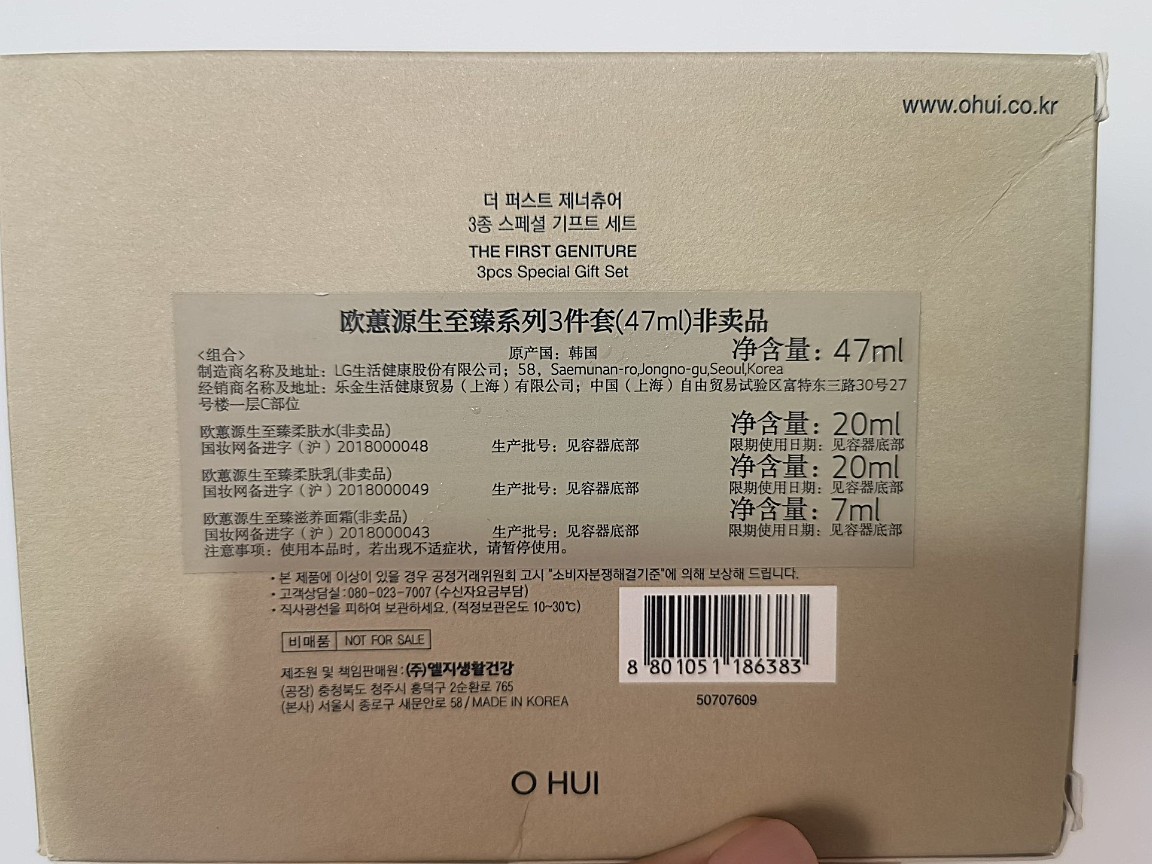 www.ohui.co.kr
더 퍼스트 제너츄어
3종 스페셜 기프트 세트
THE FIRST GENITURE
3pcs Special Gift Set
欧蕙源生至臻系列3件套(47ml)非卖品
<组合>
原产国：韩国
净含量：47ml
制造商名称及地址：LG生活健康股份有限公司；58，Saemunan-ro,Jongno-gu,Seoul,Korea
经销商名称及地址：乐金生活健康贸易（上海）有限公司；中国（上海）自由贸易试验区富特东三路30号27
号楼一层C部位
欧蕙源生至臻柔肤水(非卖品)
净含量：20ml
国妆网备进字（沪）2018000048 生产批号：见容器底部 限期使用日期：见容器底部
欧蕙源生至臻柔肤乳(非卖品)
净含量：20ml
国妆网备进字（沪）2018000049 生产批号：见容器底部 限期使用日期：见容器底部
欧蕙源生至臻滋养面霜(非卖品)
净含量：7ml
国妆网备进字（沪）2018000043 生产批号：见容器底部 限期使用日期：见容器底部
注意事项：使用本品时，若出现不适症状，请暂停使用。
• 본 제품에 이상이 있을 경우 공정거래위원회 고시 "소비자분쟁해결기준"에 의해 보상해 드립니다.
• 고객상담실 : 080-023-7007 (수신자요금부담)
• 직사광선을 피하여 보관하세요. (적정보관온도 10~30℃)
비매품 NOT FOR SALE
8 801051 186383
제조원 및 책임판매원 : (주)엘지생활건강
(공장) 충청북도 청주시 흥덕구 2순환로 765
(본사) 서울시 종로구 새문안로 58 / MADE IN KOREA
50707609
O HUI